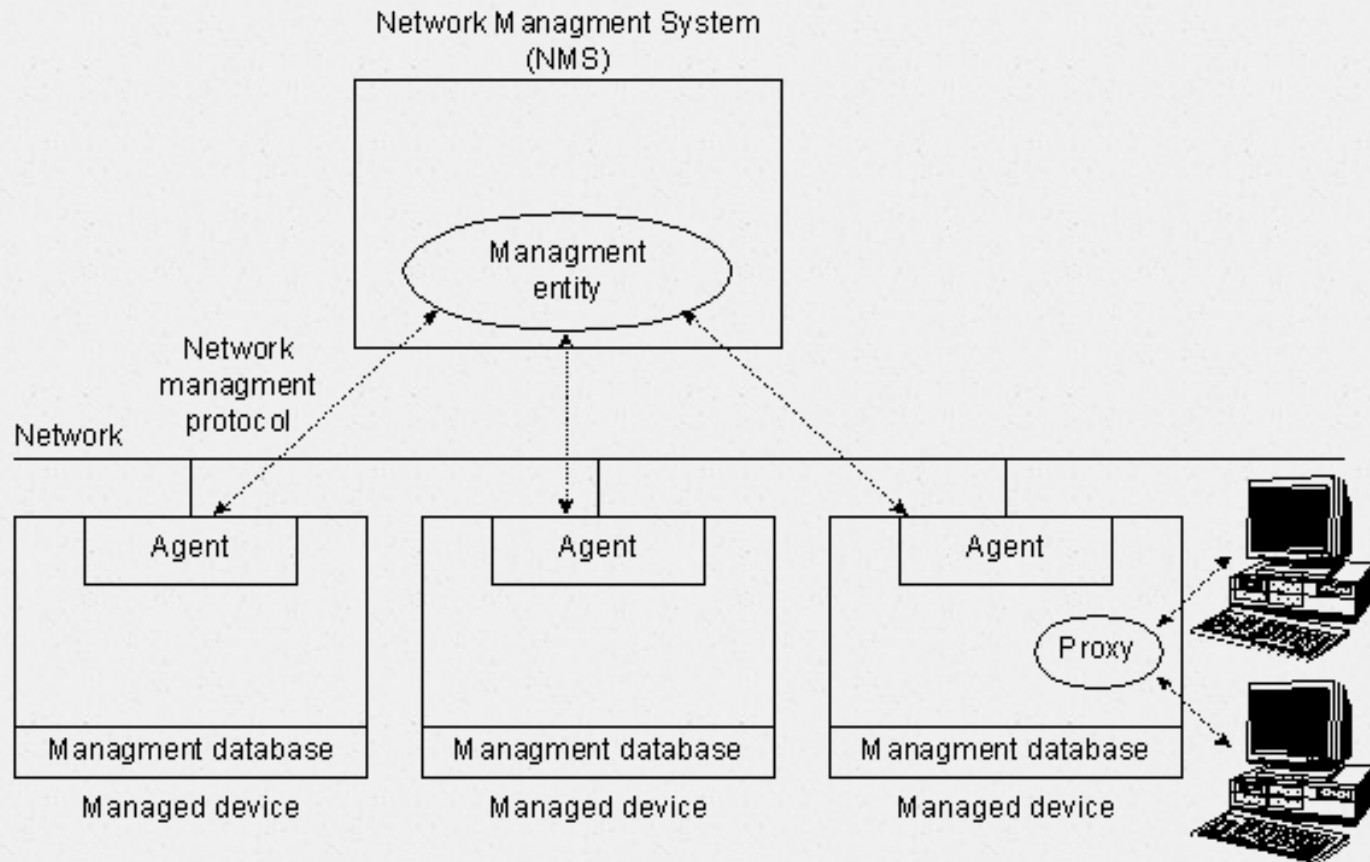 Network Managment System
(NMS)
Managment
entity
Network
managment
protocol
Network
Agent
Agent
Agent
Proxy
Managment database
Managment database
Managment database
Managed device
Managed device
Managed device